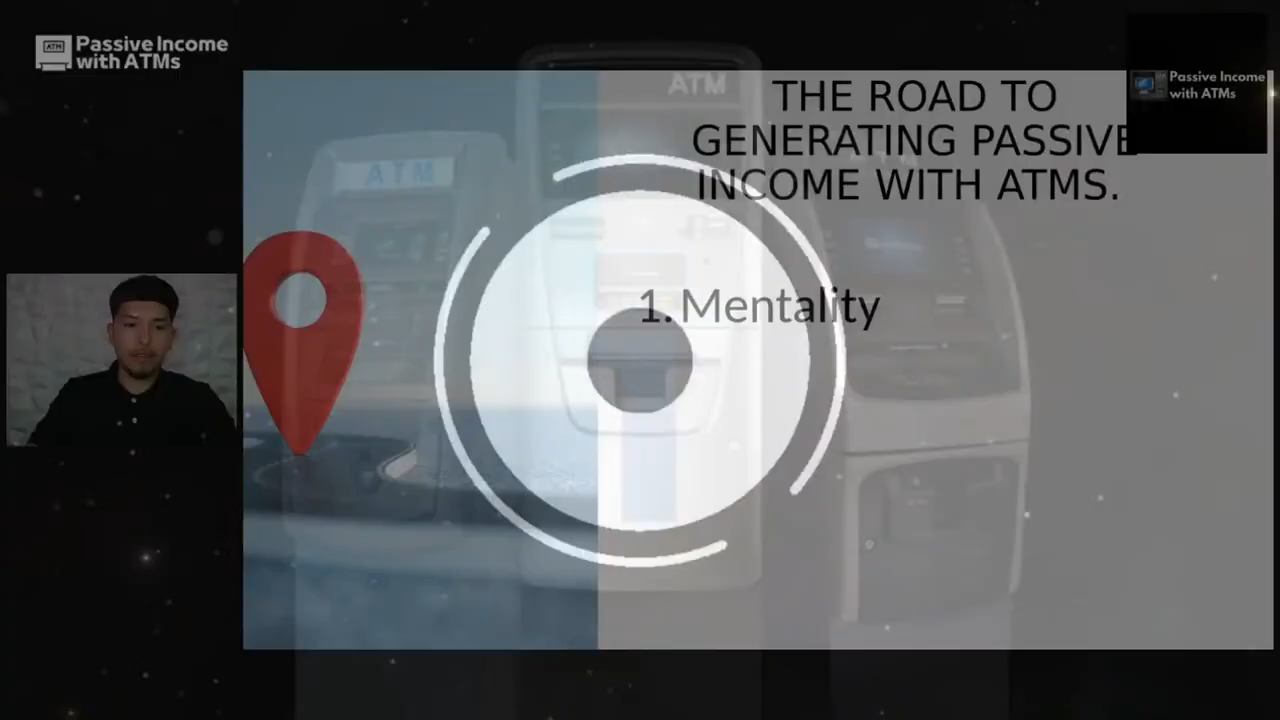 ATM
Passive Income
with ATMs
ATM
THE ROAD TO
GENERATING PASSIVE
INCOME WITH ATMS.
Passive Income
with ATMs
ATM
1. Mentality